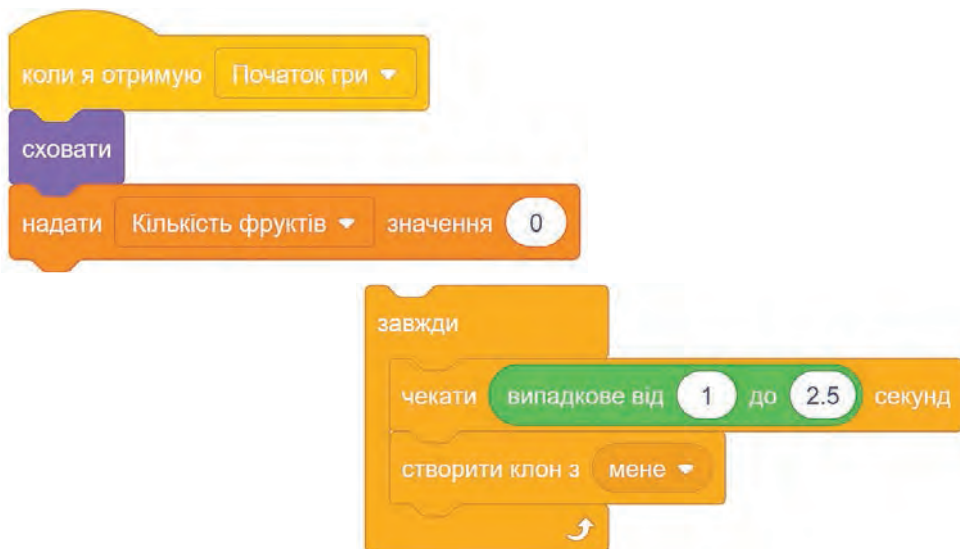 коли я отримую Початок гри
сховати
надати Кількість фруктів значення 0
завжди
чекати випадкове від 1 до 2.5 секунд
створити клон з мене